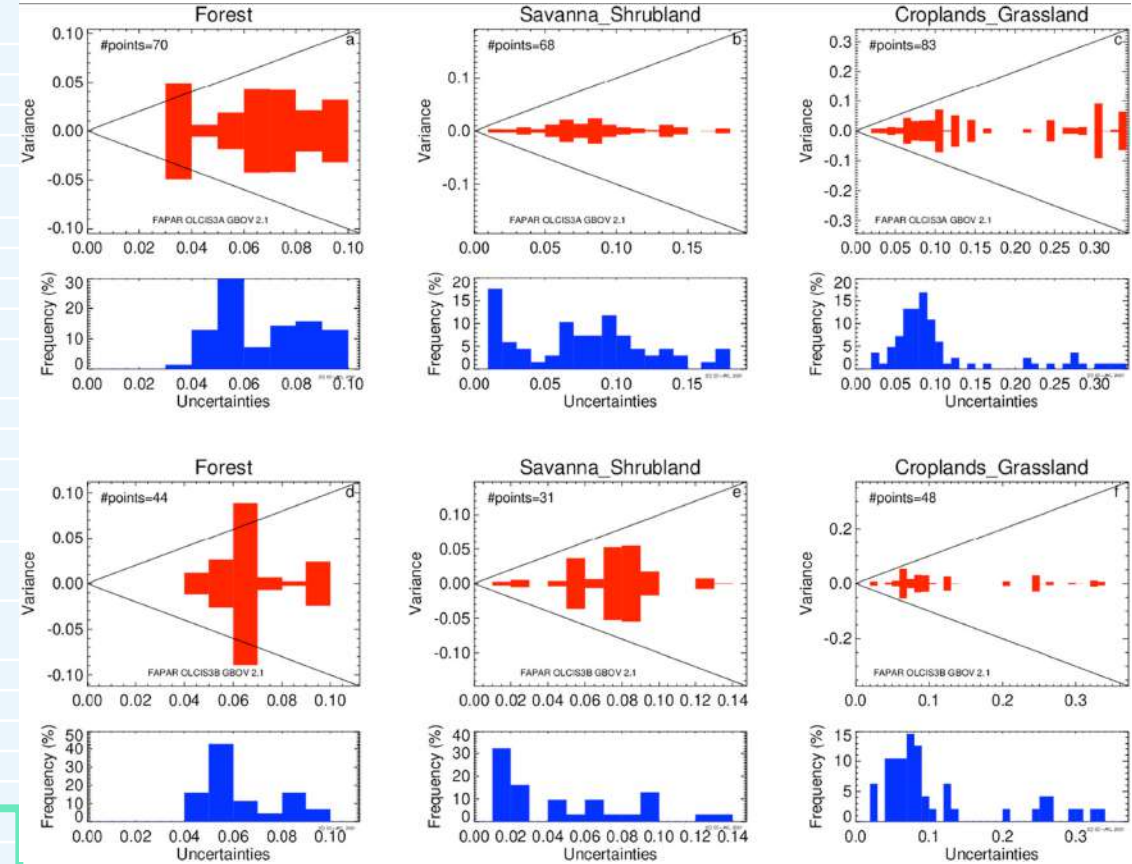 Forest
#points=70
a
Variance
0.10
0.05
0.00
-0.05
-0.10
FAPAR OLCIS3A GBOV 2.1
0.00 0.02 0.04 0.06 0.08 0.10
Frequency (%)
30
20
10
0
0.00 0.02 0.04 0.06 0.08 0.10
Uncertainties
Savanna_Shrubland
#points=68
b
Variance
0.1
0.0
-0.1
FAPAR OLCIS3A GBOV 2.1
0.00 0.05 0.10 0.15
Frequency (%)
20
15
10
5
0
0.00 0.05 0.10 0.15
Uncertainties
Croplands_Grassland
#points=83
c
Variance
0.3
0.2
0.1
0.0
-0.1
-0.2
-0.3
FAPAR OLCIS3A GBOV 2.1
0.00 0.05 0.10 0.15 0.20 0.25 0.30
Frequency (%)
20
15
10
5
0
0.00 0.05 0.10 0.15 0.20 0.25 0.30
Uncertainties
Forest
#points=44
d
Variance
0.10
0.05
0.00
-0.05
-0.10
FAPAR OLCIS3B GBOV 2.1
0.00 0.02 0.04 0.06 0.08 0.10
Frequency (%)
50
40
30
20
10
0
0.00 0.02 0.04 0.06 0.08 0.10
Uncertainties
Savanna_Shrubland
#points=31
e
Variance
0.10
0.05
0.00
-0.05
-0.10
FAPAR OLCIS3B GBOV 2.1
0.00 0.02 0.04 0.06 0.08 0.10 0.12 0.14
Frequency (%)
40
30
20
10
0
0.00 0.02 0.04 0.06 0.08 0.10 0.12 0.14
Uncertainties
Croplands_Grassland
#points=48
f
Variance
0.2
0.0
-0.2
FAPAR OLCIS3B GBOV 2.1
0.0 0.1 0.2 0.3
Frequency (%)
15
10
5
0
0.0 0.1 0.2 0.3
Uncertainties